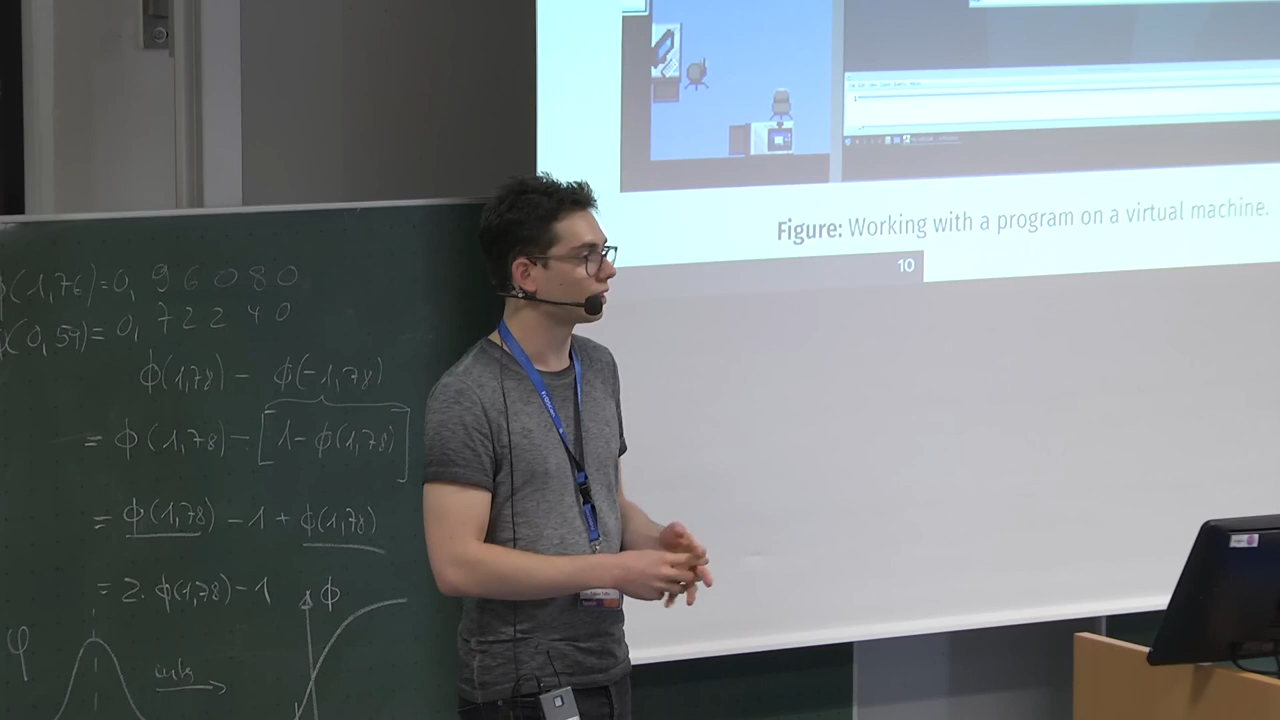 ϕ(1,76)=0,96080
ϕ(0,59)=0,72240
ϕ(1,78) − ϕ(−1,78)
= ϕ(1,78) − [1 − ϕ(1,78)]
= ϕ(1,78) − 1 + ϕ(1,78)
= 2·ϕ(1,78) − 1
φ
ϕ
Figure: Working with a program on a virtual machine.
10